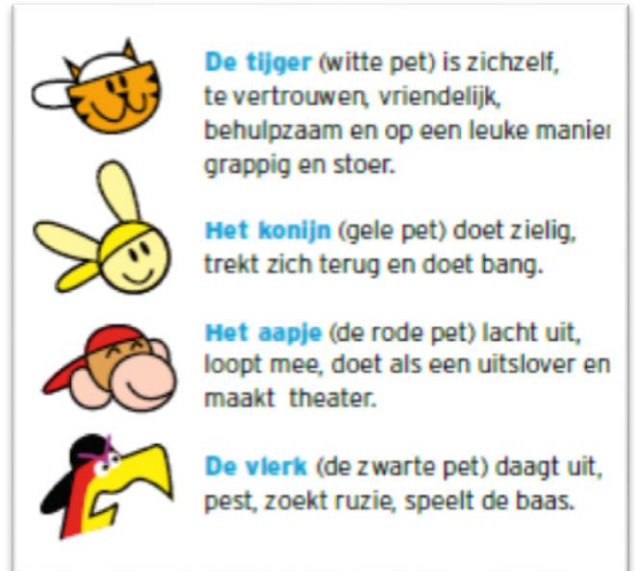 De tijger (witte pet) is zichzelf,
te vertrouwen, vriendelijk,
behulpzaam en op een leuke manier
grappig en stoer.
Het konijn (gele pet) doet zielig,
trekt zich terug en doet bang.
Het aapje (de rode pet) lacht uit,
loopt mee, doet als een uitslover en
maakt theater.
De vlerk (de zwarte pet) daagt uit,
pest, zoekt ruzie, speelt de baas.